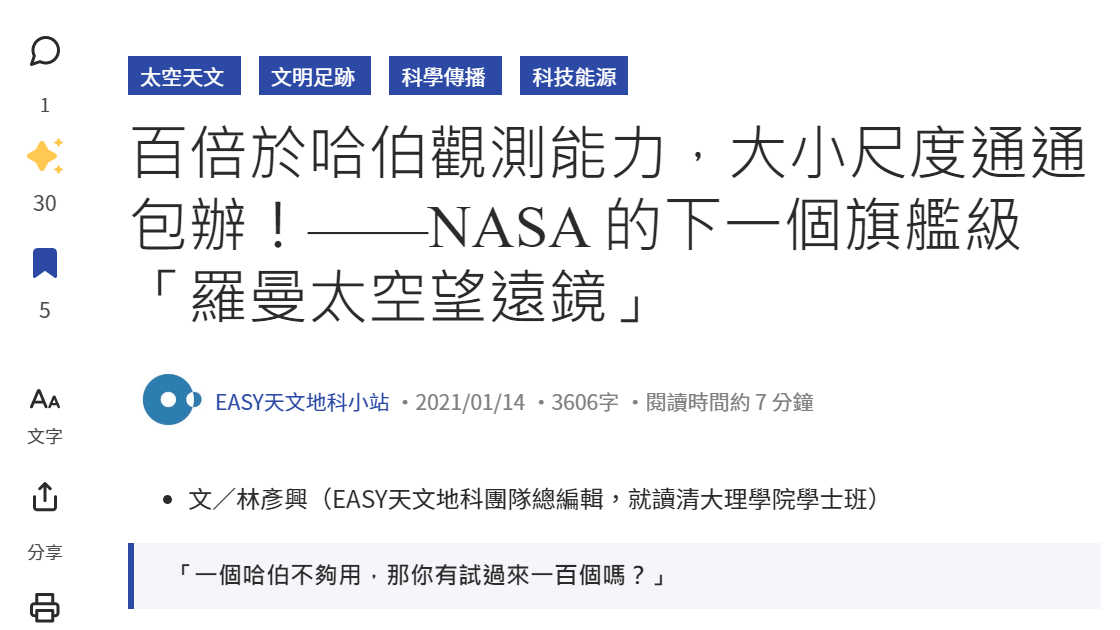 太空天文 文明足跡 科學傳播 科技能源
百倍於哈伯觀測能力，大小尺度通通
包辦！——NASA 的下一個旗艦級
「羅曼太空望遠鏡」
EASY天文地科小站 ・2021/01/14 ・3606字 ・閱讀時間約 7 分鐘
• 文／林彥興（EASY天文地科團隊總編輯，就讀清大理學院學士班）
「一個哈伯不夠用，那你有試過來一百個嗎？」
1
30
5
AA
文字
分享